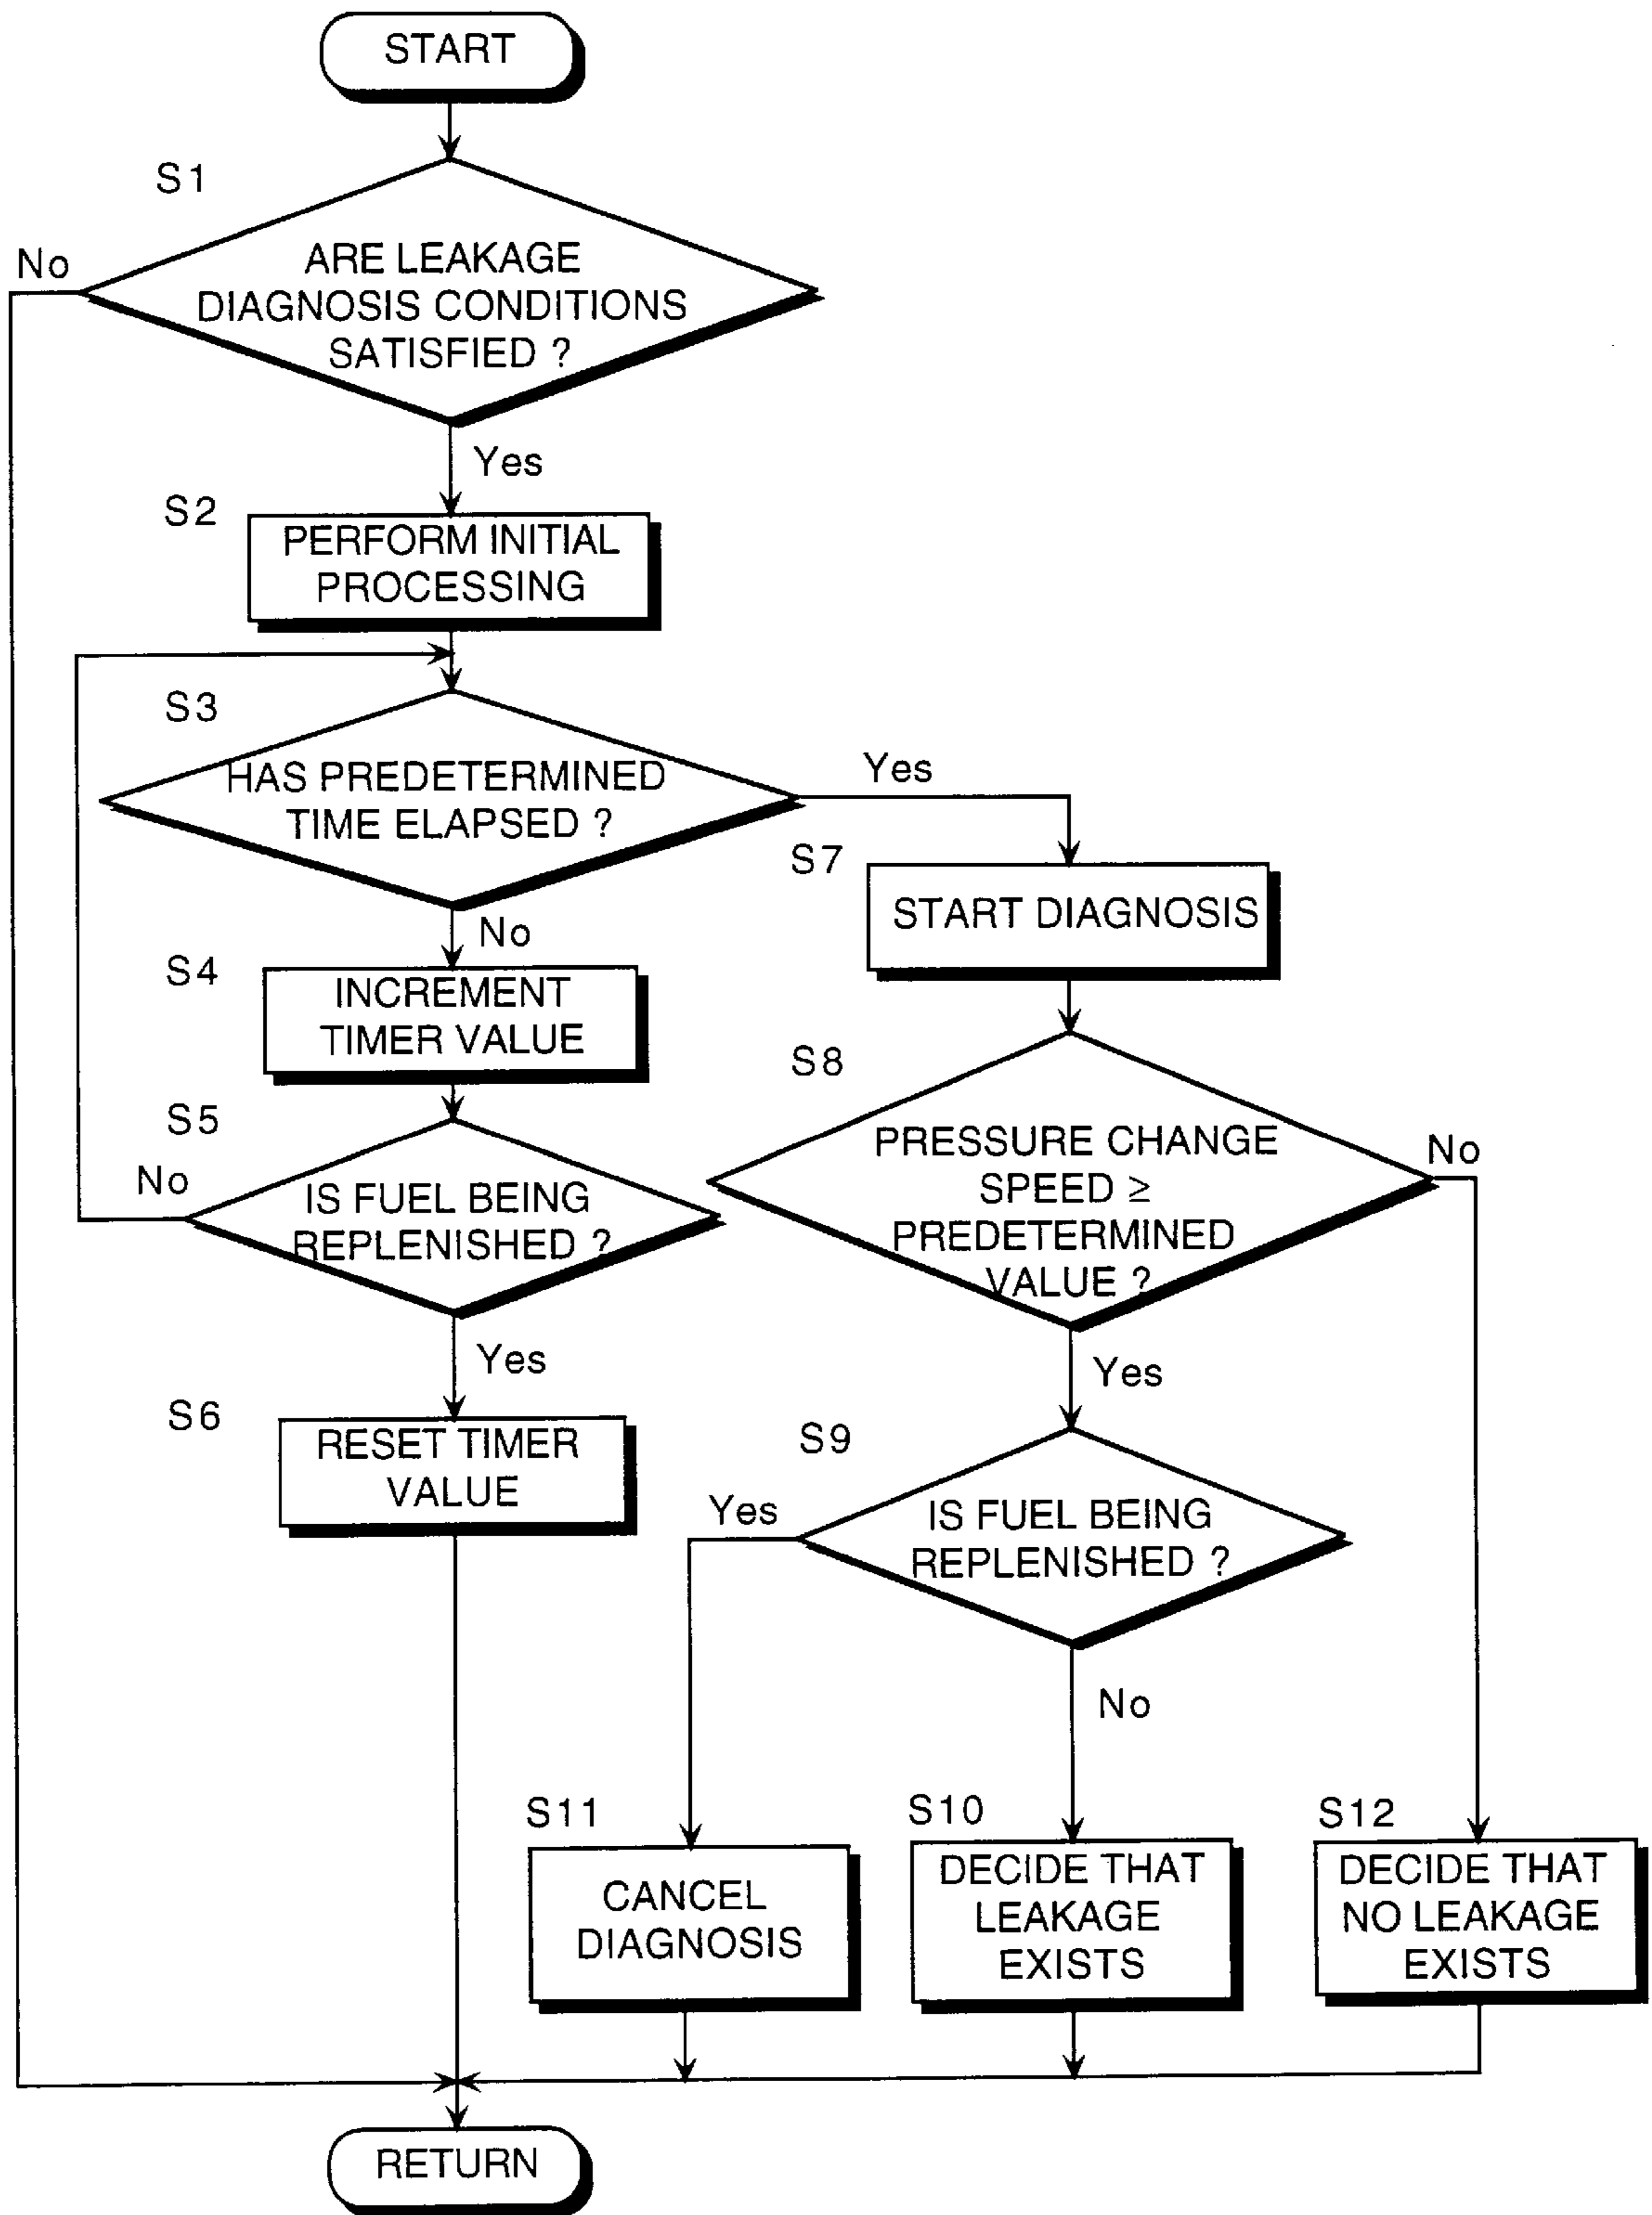 START
S1
No
ARE LEAKAGE
DIAGNOSIS CONDITIONS
SATISFIED ?
Yes
S2
PERFORM INITIAL
PROCESSING
S3
HAS PREDETERMINED
TIME ELAPSED ?
Yes
No
S7
START DIAGNOSIS
S4
INCREMENT
TIMER VALUE
S8
PRESSURE CHANGE
SPEED ≥
PREDETERMINED
VALUE ?
No
S5
No
IS FUEL BEING
REPLENISHED ?
Yes
Yes
S6
RESET TIMER
VALUE
S9
Yes
IS FUEL BEING
REPLENISHED ?
No
S11
CANCEL
DIAGNOSIS
S10
DECIDE THAT
LEAKAGE
EXISTS
S12
DECIDE THAT
NO LEAKAGE
EXISTS
RETURN